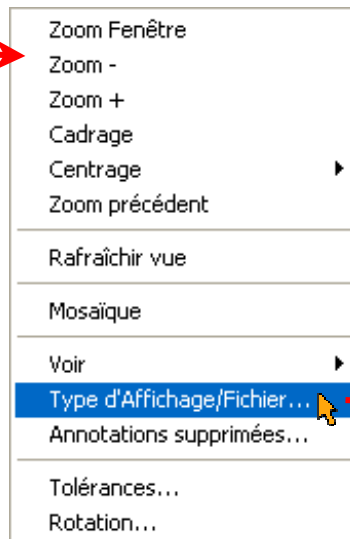 Zoom Fenêtre
Zoom -
Zoom +
Cadrage
Centrage
Zoom précédent
Rafraîchir vue
Mosaïque
Voir
Type d'Affichage/Fichier...
Annotations supprimées...
Tolérances...
Rotation...